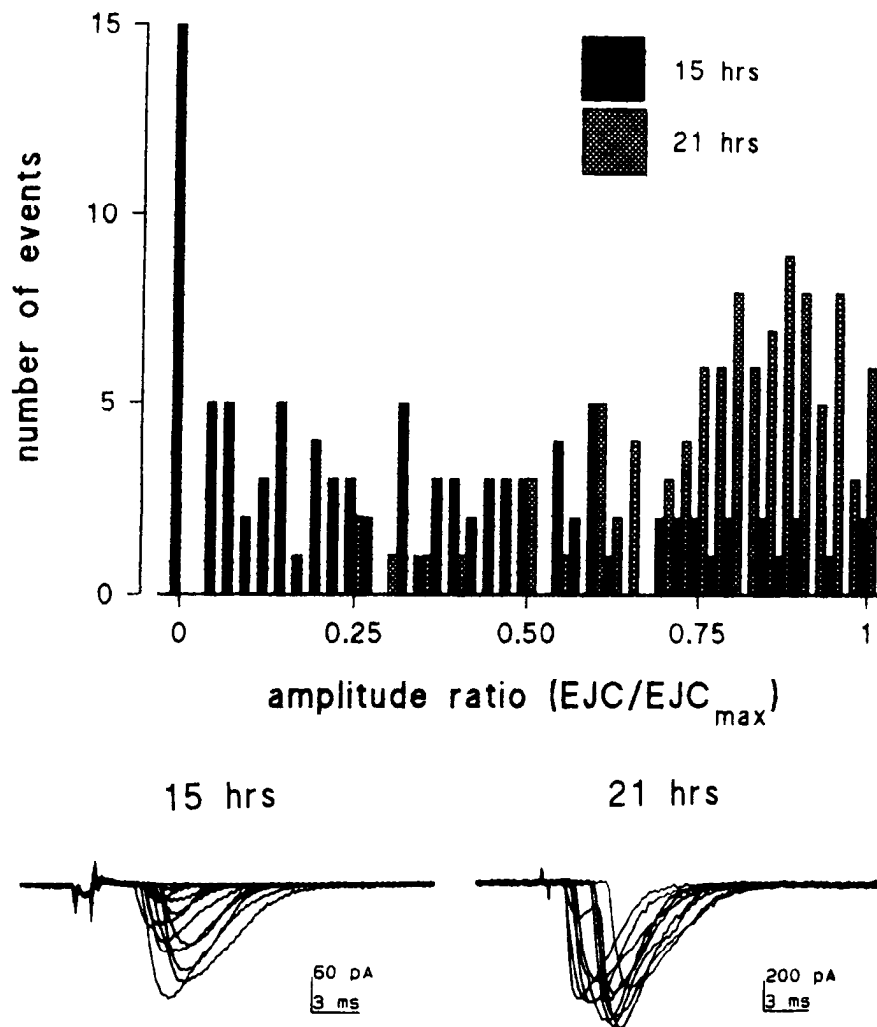 15
10
5
0
number of events
15 hrs
21 hrs
0 0.25 0.50 0.75 1
amplitude ratio (EJC/EJCmax)
15 hrs
21 hrs
60 pA
3 ms
200 pA
3 ms